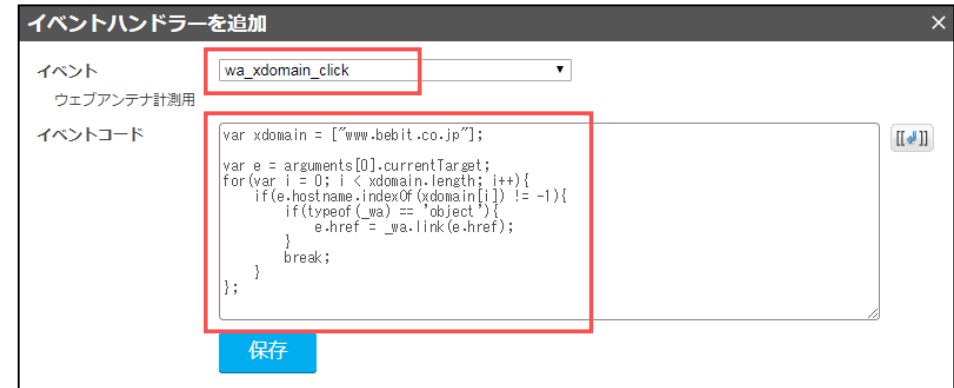 イベントハンドラーを追加 ×
イベント wa_xdomain_click ▼
ウェブアンテナ計測用
イベントコード
var xdomain = ["www.bebit.co.jp"];
var e = arguments[0].currentTarget;
for(var i = 0; i < xdomain.length; i++){
if(e.hostname.indexOf(xdomain[i]) != -1){
if(typeof(_wa) == 'object'){
e.href = _wa.link(e.href);
}
break;
}
};
保存